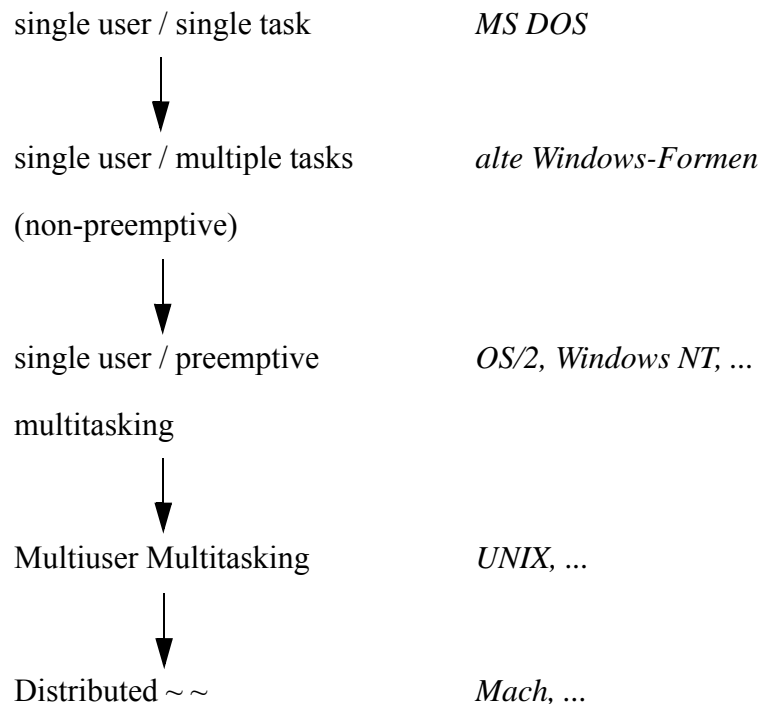 single user / single task MS DOS
single user / multiple tasks alte Windows-Formen
(non-preemptive)
single user / preemptive OS/2, Windows NT, ...
multitasking
Multiuser Multitasking UNIX, ...
Distributed ~ ~ Mach, ...